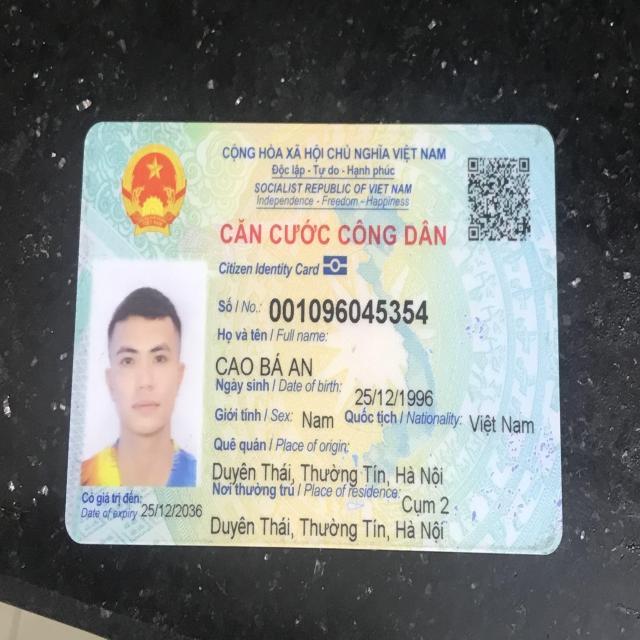 CỘNG HÒA XÃ HỘI CHỦ NGHĨA VIỆT NAM
Độc lập - Tự do - Hạnh phúc
SOCIALIST REPUBLIC OF VIET NAM
Independence - Freedom - Happiness
CĂN CƯỚC CÔNG DÂN
Citizen Identity Card
Số / No.: 001096045354
Họ và tên / Full name:
CAO BÁ AN
Ngày sinh / Date of birth: 25/12/1996
Giới tính / Sex: Nam Quốc tịch / Nationality: Việt Nam
Quê quán / Place of origin:
Duyên Thái, Thường Tín, Hà Nội
Nơi thường trú / Place of residence: Cụm 2
Duyên Thái, Thường Tín, Hà Nội
Có giá trị đến:
Date of expiry 25/12/2036